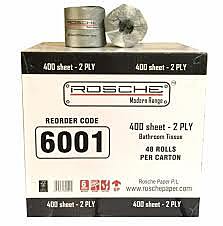 ROSCHE
400 sheet - 2 PLY
400 sheet - 2 PLY
ROSCHE
Modern Range
REORDER CODE
6001
400 sheet - 2 PLY
Bathroom Tissue
48 ROLLS
PER CARTON
Rosche Paper P/L
www.roschepaper.com
400 sheet - 2 PLY
400 sheet - 2 PLY